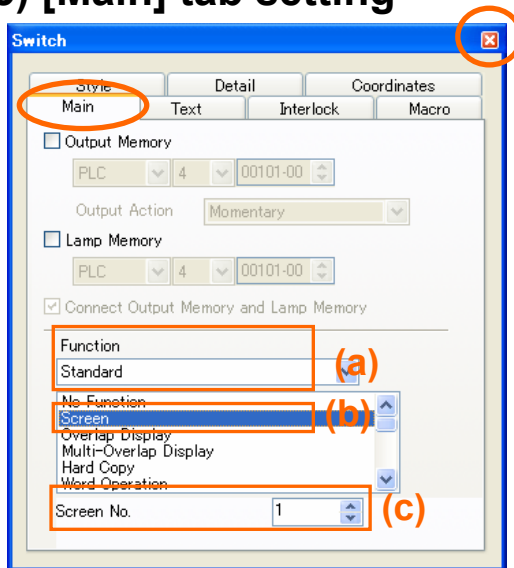 [Main] tab setting
Switch
Style Detail Coordinates
Main Text Interlock Macro
Output Memory
PLC 4 00101-00
Output Action Momentary
Lamp Memory
PLC 4 00101-00
Connect Output Memory and Lamp Memory
Function
Standard (a)
No Function
Screen (b)
Overlap Display
Multi-Overlap Display
Hard Copy
Word Operation
Screen No. 1 (c)